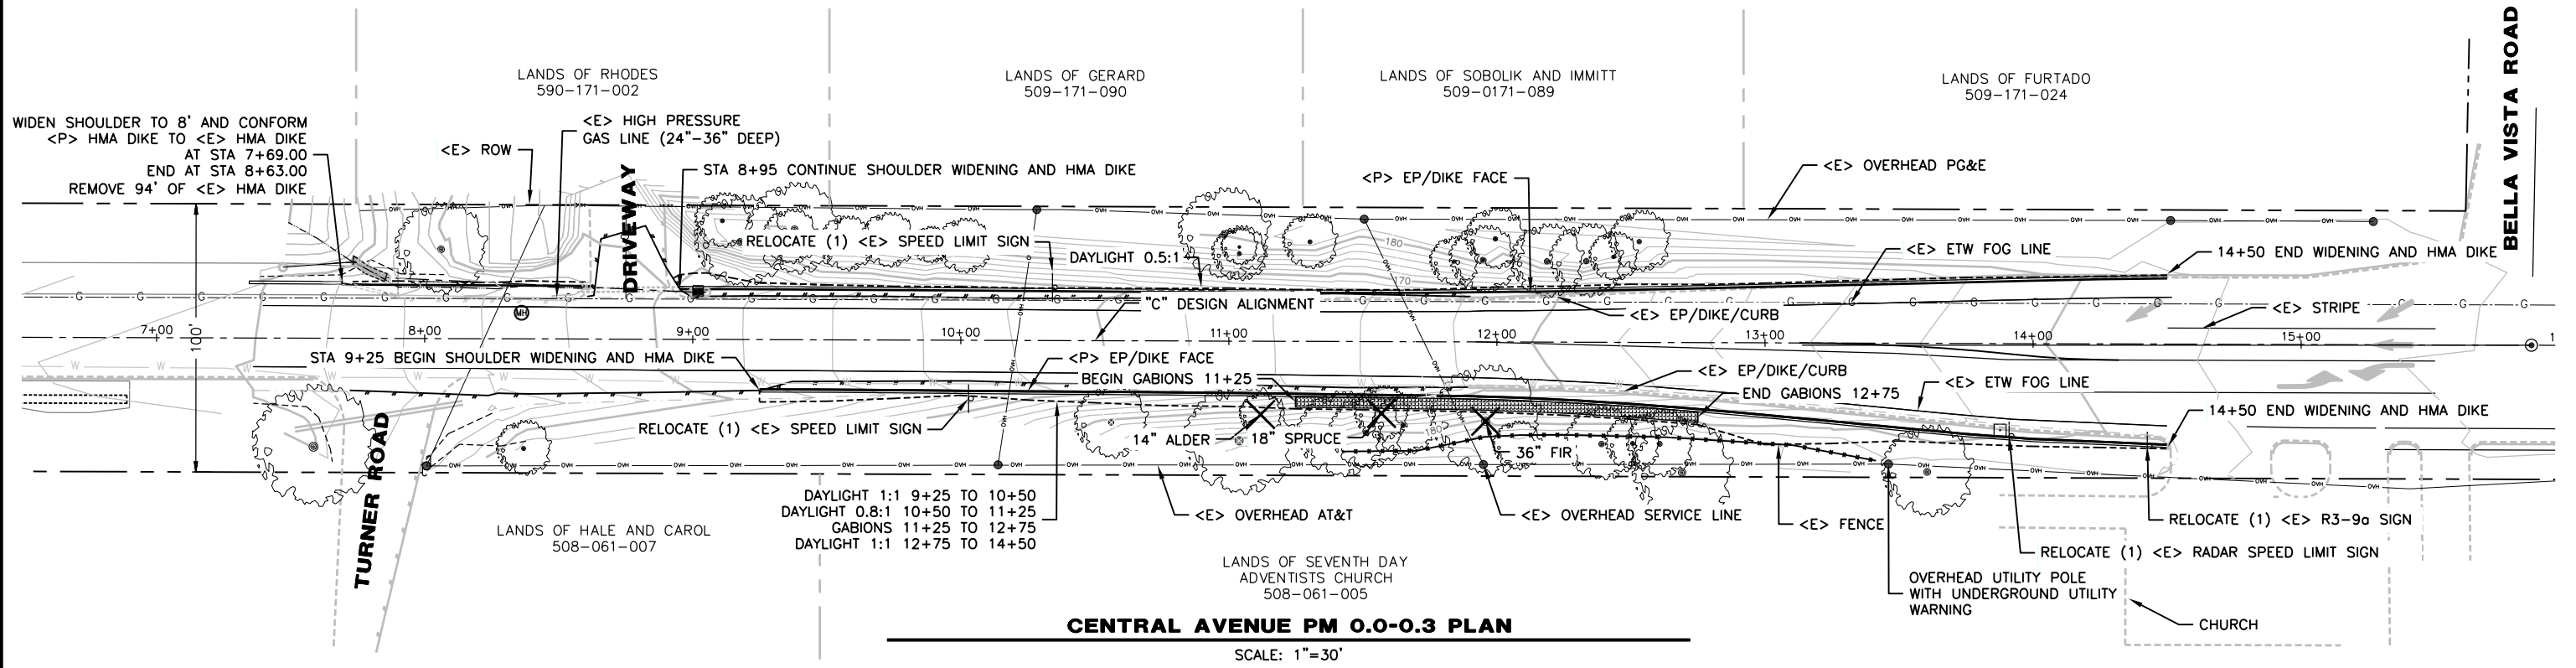 LANDS OF RHODES
590-171-002
LANDS OF GERARD
509-171-090
LANDS OF SOBOLIK AND IMMITT
509-0171-089
LANDS OF FURTADO
509-171-024
BELLA VISTA ROAD
WIDEN SHOULDER TO 8' AND CONFORM
<P> HMA DIKE TO <E> HMA DIKE
AT STA 7+69.00
END AT STA 8+63.00
REMOVE 94' OF <E> HMA DIKE
<E> ROW
<E> HIGH PRESSURE
GAS LINE (24"-36" DEEP)
DRIVEWAY
STA 8+95 CONTINUE SHOULDER WIDENING AND HMA DIKE
<P> EP/DIKE FACE
<E> OVERHEAD PG&E
RELOCATE (1) <E> SPEED LIMIT SIGN
DAYLIGHT 0.5:1
180
170
<E> ETW FOG LINE
14+50 END WIDENING AND HMA DIKE
"C" DESIGN ALIGNMENT
<E> EP/DIKE/CURB
<E> STRIPE
MH
100'
7+00
8+00
9+00
10+00
11+00
12+00
13+00
14+00
15+00
1
STA 9+25 BEGIN SHOULDER WIDENING AND HMA DIKE
<P> EP/DIKE FACE
BEGIN GABIONS 11+25
<E> EP/DIKE/CURB
END GABIONS 12+75
<E> ETW FOG LINE
14+50 END WIDENING AND HMA DIKE
RELOCATE (1) <E> SPEED LIMIT SIGN
14" ALDER
18" SPRUCE
180
36" FIR
TURNER ROAD
DAYLIGHT 1:1 9+25 TO 10+50
DAYLIGHT 0.8:1 10+50 TO 11+25
GABIONS 11+25 TO 12+75
DAYLIGHT 1:1 12+75 TO 14+50
<E> OVERHEAD AT&T
<E> OVERHEAD SERVICE LINE
<E> FENCE
RELOCATE (1) <E> R3-9a SIGN
RELOCATE (1) <E> RADAR SPEED LIMIT SIGN
OVERHEAD UTILITY POLE
WITH UNDERGROUND UTILITY
WARNING
CHURCH
LANDS OF HALE AND CAROL
508-061-007
LANDS OF SEVENTH DAY
ADVENTISTS CHURCH
508-061-005
CENTRAL AVENUE PM 0.0-0.3 PLAN
SCALE: 1"=30'